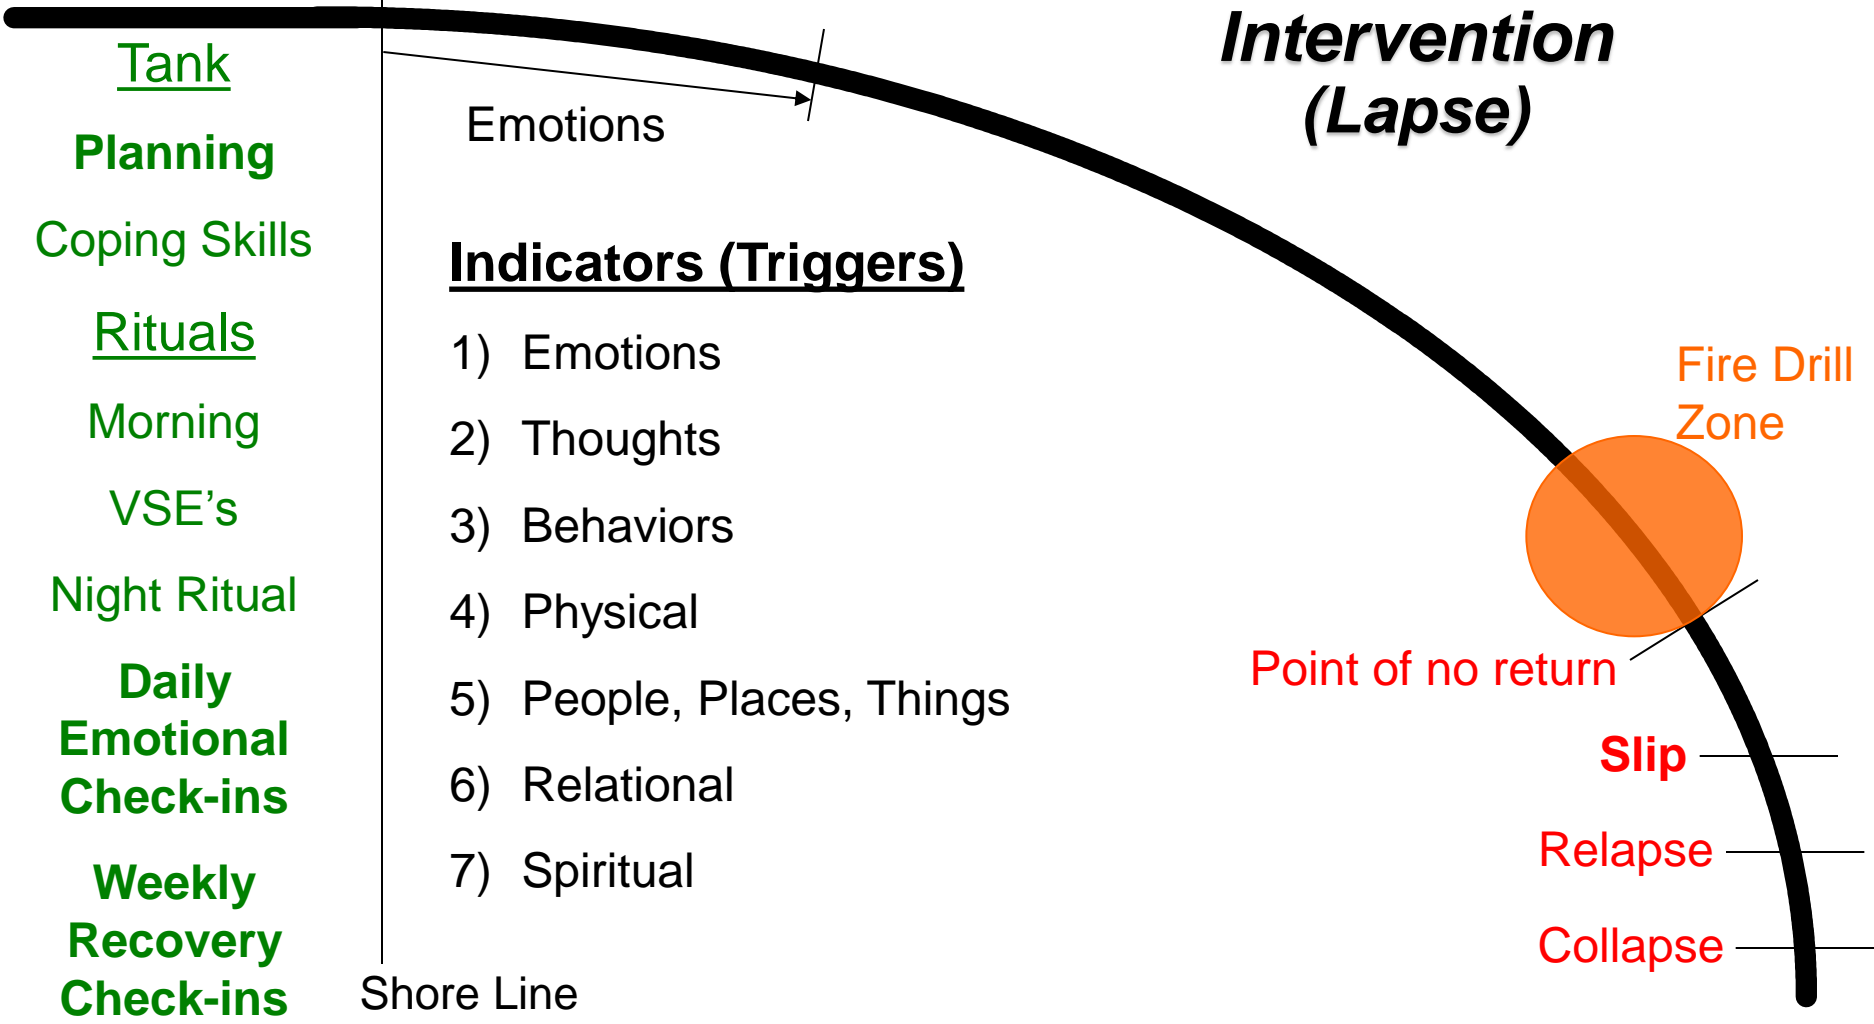 Tank
Planning
Coping Skills
Rituals
Morning
VSE’s
Night Ritual
Daily
Emotional
Check-ins
Weekly
Recovery
Check-ins
Shore Line
Emotions
Indicators (Triggers)
1) Emotions
2) Thoughts
3) Behaviors
4) Physical
5) People, Places, Things
6) Relational
7) Spiritual
Intervention
(Lapse)
Fire Drill
Zone
Point of no return
Slip
Relapse
Collapse